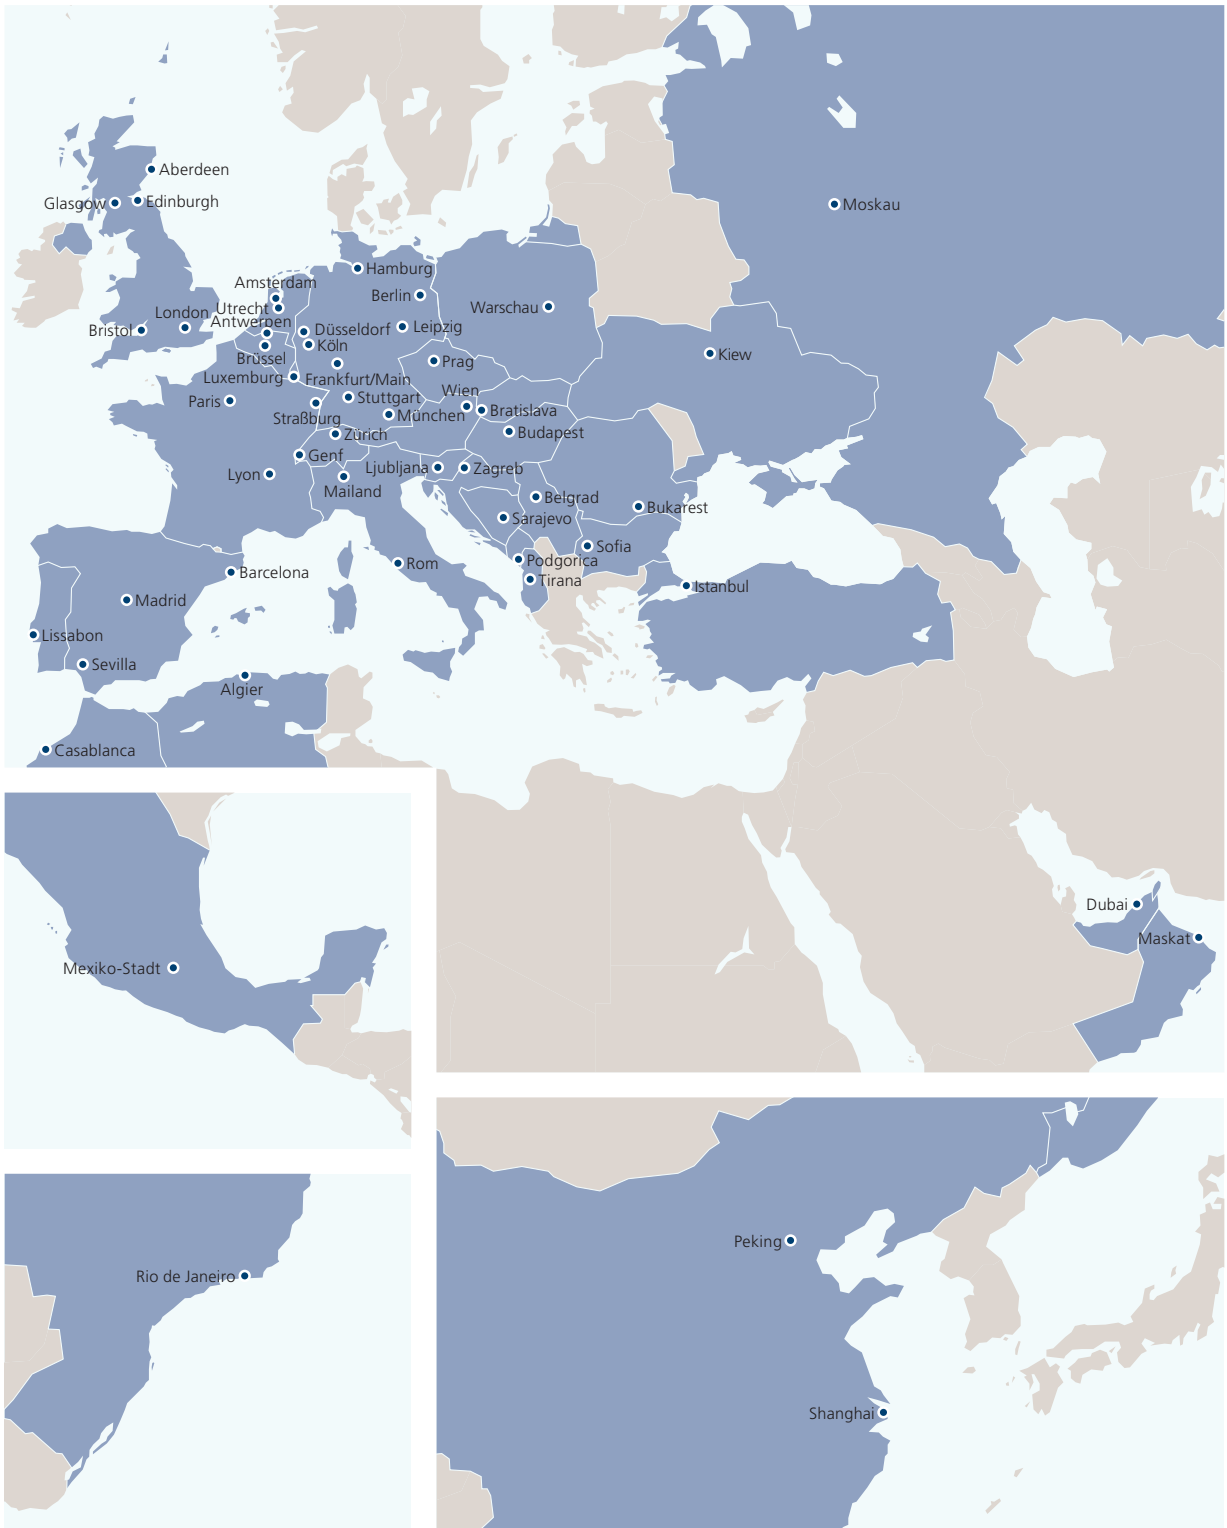 Aberdeen
Glasgow
Edinburgh
Moskau
Hamburg
Amsterdam
Berlin
Utrecht
Warschau
London
Antwerpen
Bristol
Düsseldorf
Leipzig
Köln
Kiew
Brüssel
Prag
Luxemburg
Frankfurt/Main
Wien
Paris
Stuttgart
Bratislava
Straßburg
München
Zürich
Budapest
Genf
Ljubljana
Zagreb
Lyon
Mailand
Belgrad
Bukarest
Sarajevo
Sofia
Podgorica
Rom
Barcelona
Tirana
Istanbul
Madrid
Lissabon
Sevilla
Algier
Casablanca
Dubai
Maskat
Mexiko-Stadt
Peking
Rio de Janeiro
Shanghai